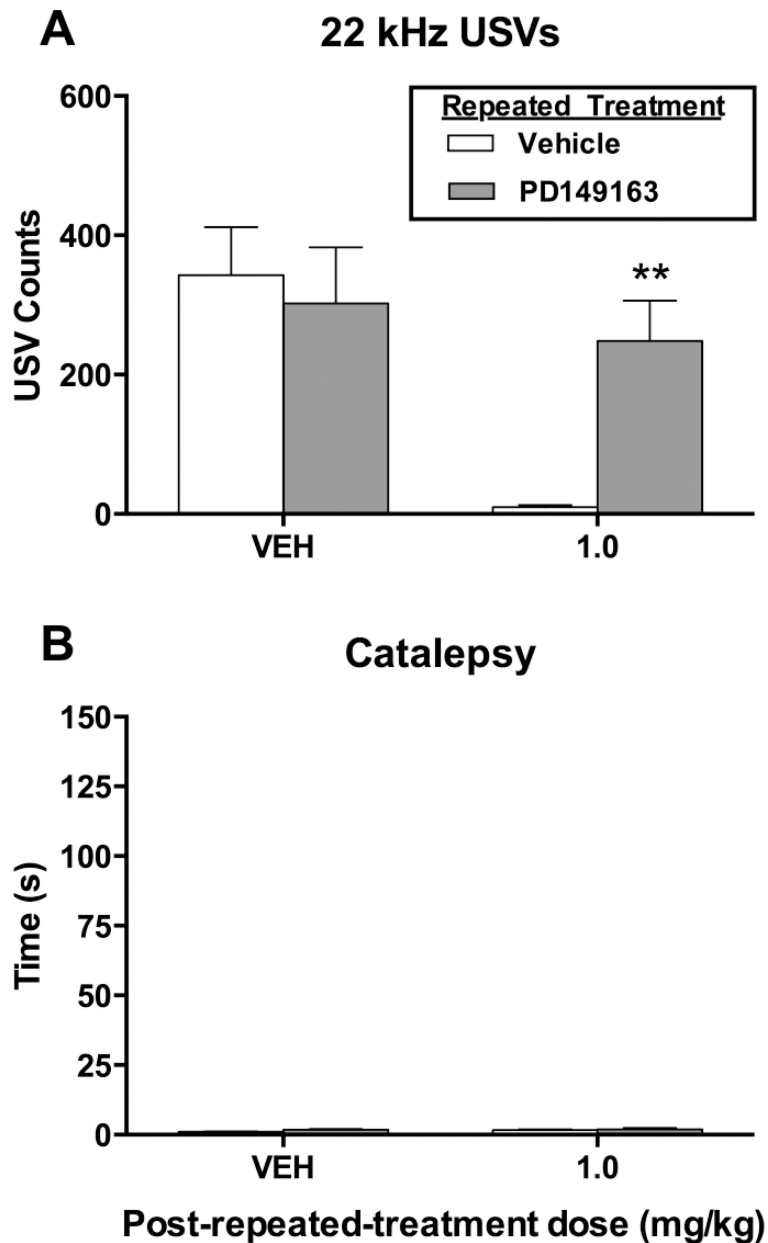 A
22 kHz USVs
600
400
200
0
USV Counts
Repeated Treatment
Vehicle
PD149163
**
VEH
1.0
B
Catalepsy
150
125
100
75
50
25
0
Time (s)
VEH
1.0
Post-repeated-treatment dose (mg/kg)